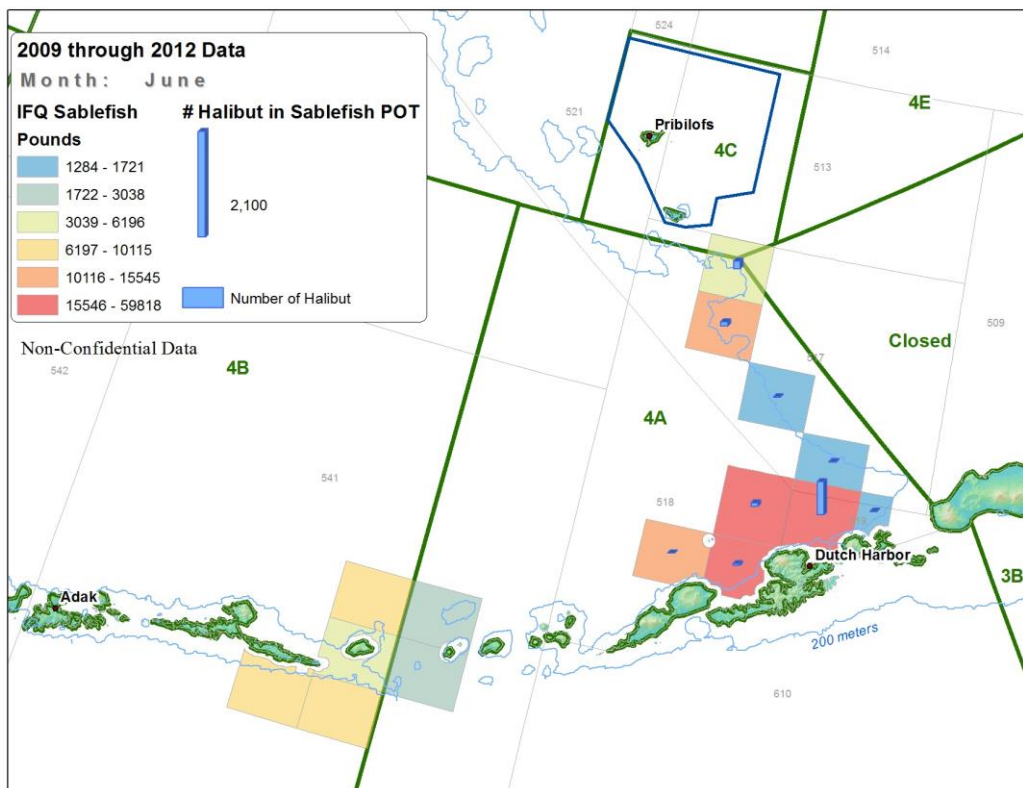 2009 through 2012 Data
Month: June
IFQ Sablefish
Pounds
1284 - 1721
1722 - 3038
3039 - 6196
6197 - 10115
10116 - 15545
15546 - 59818
# Halibut in Sablefish POT
2,100
Number of Halibut
Non-Confidential Data
524
514
4E
521
Pribilofs
4C
513
509
Closed
517
542
4B
4A
541
518
Dutch Harbor
3B
Adak
200 meters
610